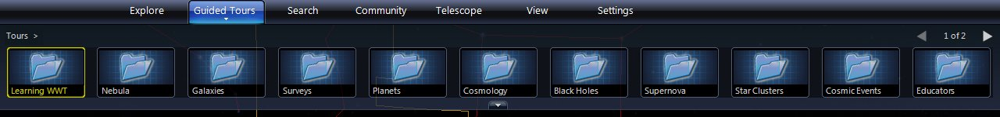 Explore Guided Tours Search Community Telescope View Settings
Tours > 1 of 2
Learning WWT Nebula Galaxies Surveys Planets Cosmology Black Holes Supernova Star Clusters Cosmic Events Educators